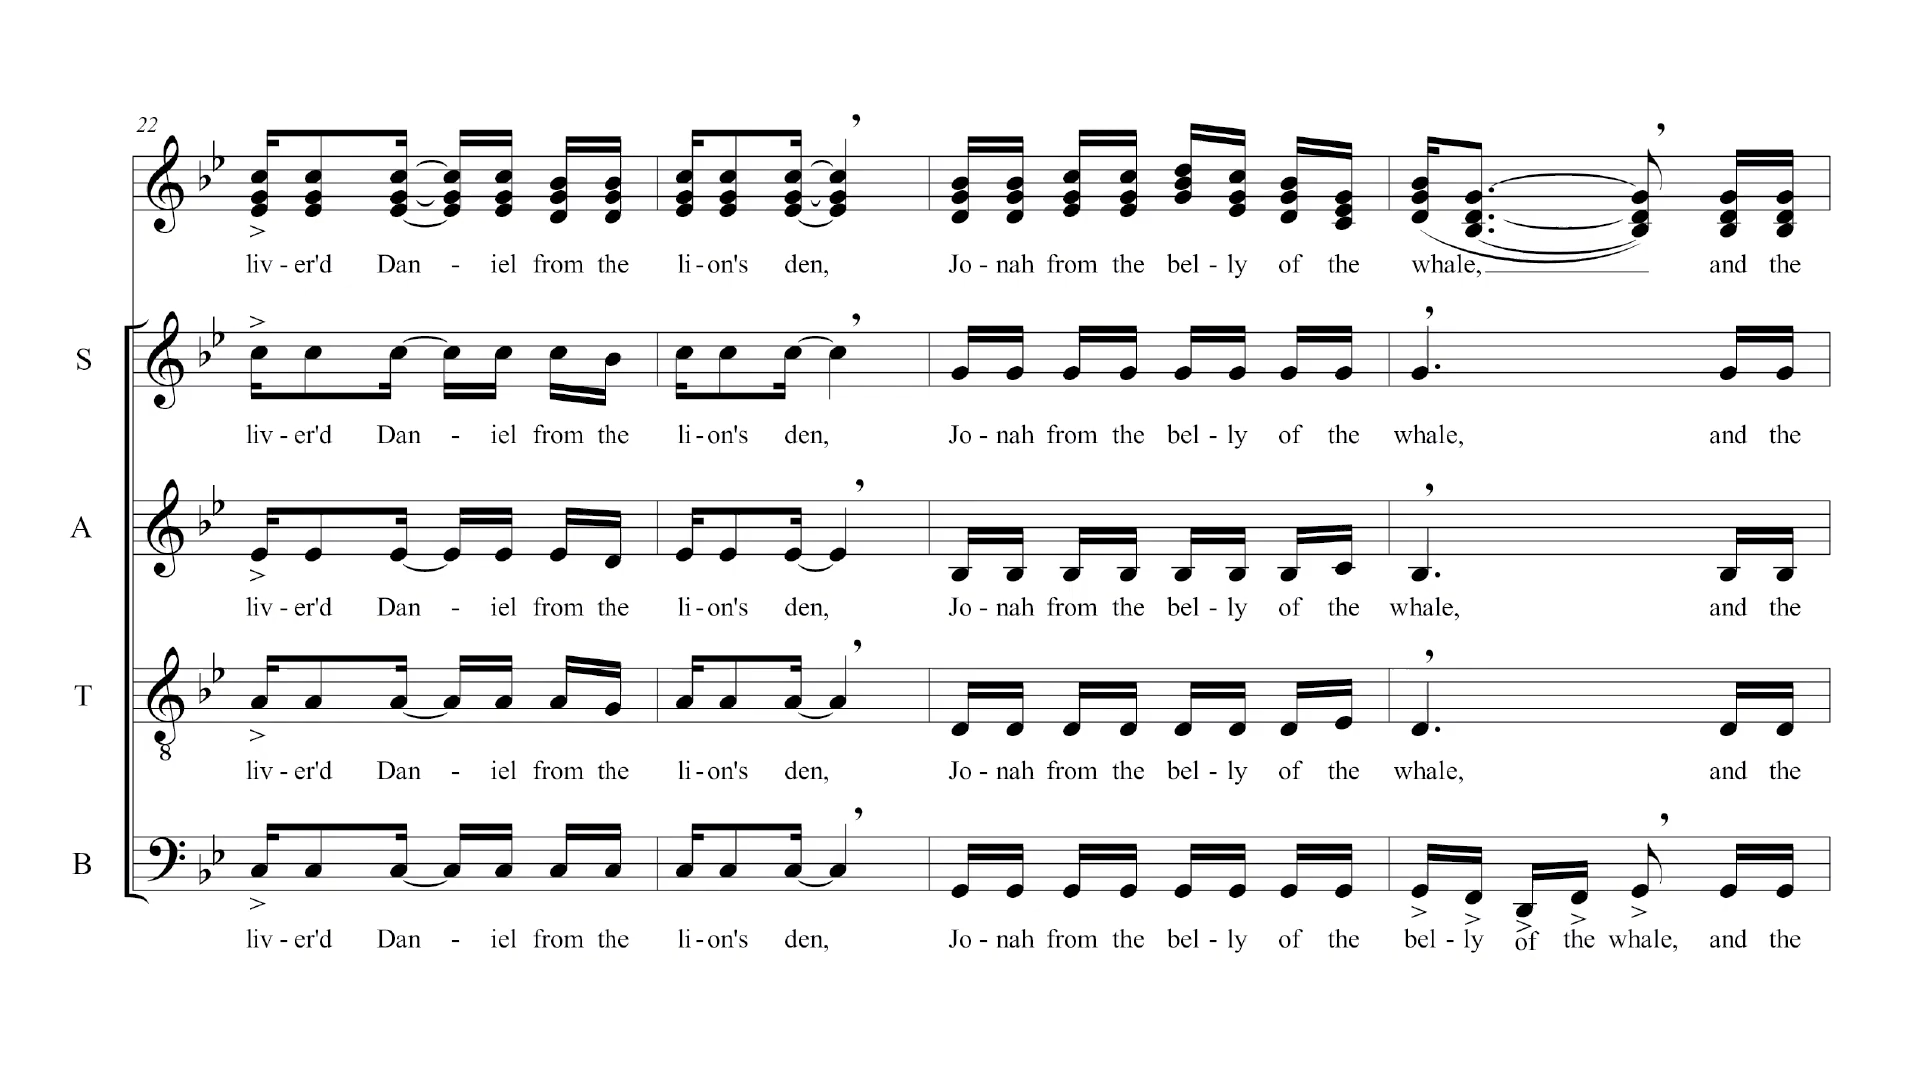 22
liv - er'd Dan - iel from the li - on's den, Jo - nah from the bel - ly of the whale, and the
S
liv - er'd Dan - iel from the li - on's den, Jo - nah from the bel - ly of the whale, and the
A
liv - er'd Dan - iel from the li - on's den, Jo - nah from the bel - ly of the whale, and the
T
8
liv - er'd Dan - iel from the li - on's den, Jo - nah from the bel - ly of the whale, and the
B
liv - er'd Dan - iel from the li - on's den, Jo - nah from the bel - ly of the bel - ly of the whale, and the